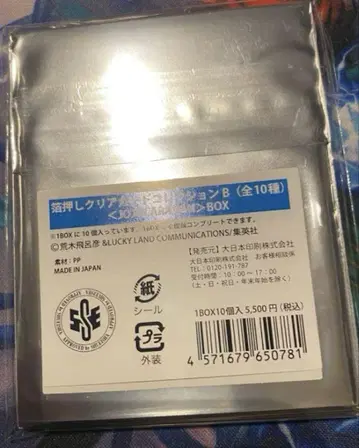 箔押しクリアカードコレクションB（全10種）
BOX
※1BOXに10個入っています。
©荒木飛呂彦&LUCKY LAND COMMUNICATIONS/集英社
素材：PP
MADE IN JAPAN
【発売元】大日本印刷株式会社
大日本印刷株式会社 お客様相談係
TEL：0120-191-787
受付時間：10：00～17：00
（土・日・祝日・年末年始を除く）
紙
シール
プラ
外装
1BOX10個入 5,500円（税込）
4 571679 650781